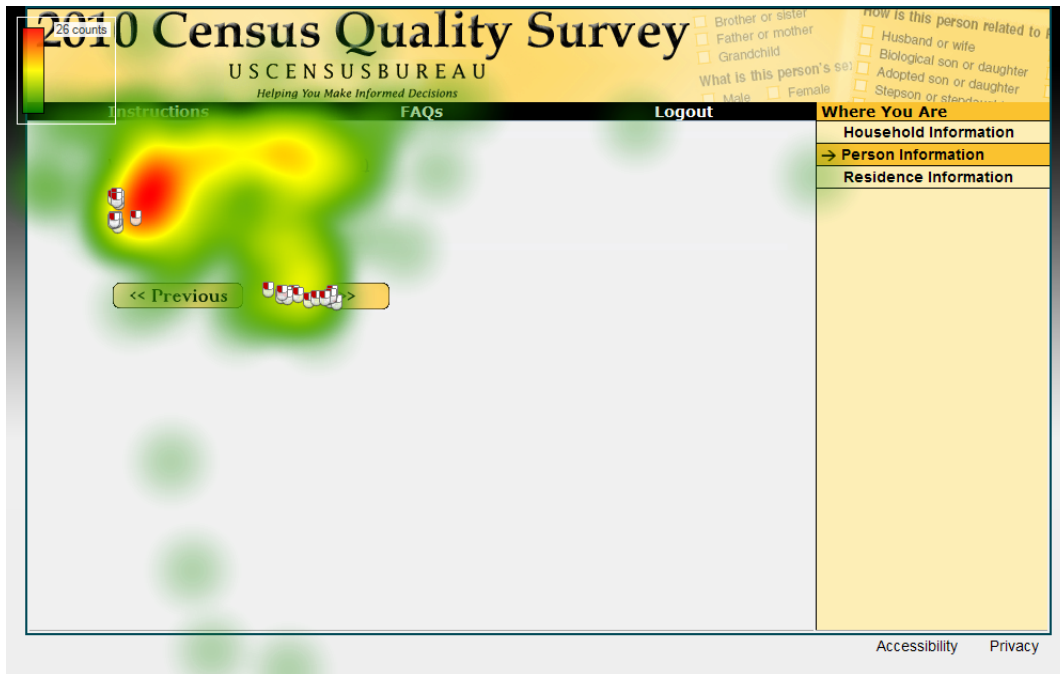 26 counts
2010 Census Quality Survey
USCENSUSBUREAU
Helping You Make Informed Decisions
Brother or sister
Father or mother
Grandchild
What is this person's se
Male Female
How is this person related to
Husband or wife
Biological son or daughter
Adopted son or daughter
Stepson or
Instructions FAQs Logout
Where You Are
Household Information
→ Person Information
Residence Information
<< Previous >>
Accessibility Privacy